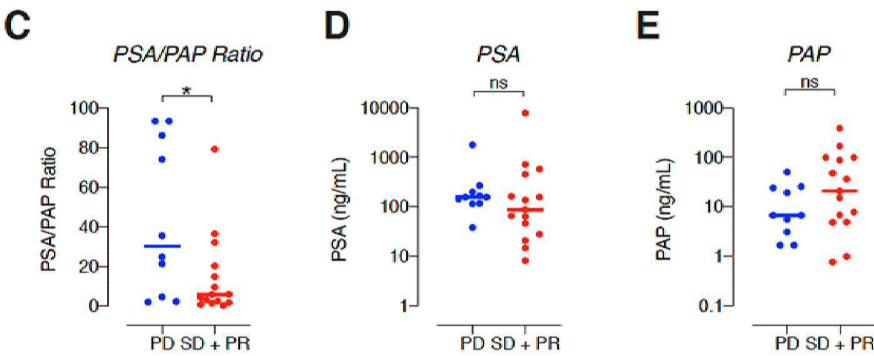 C
PSA/PAP Ratio
*
PSA/PAP Ratio
100
80
60
40
20
0
PD SD + PR
D
PSA
ns
PSA (ng/mL)
10000
1000
100
10
1
PD SD + PR
E
PAP
ns
PAP (ng/mL)
1000
100
10
1
0.1
PD SD + PR